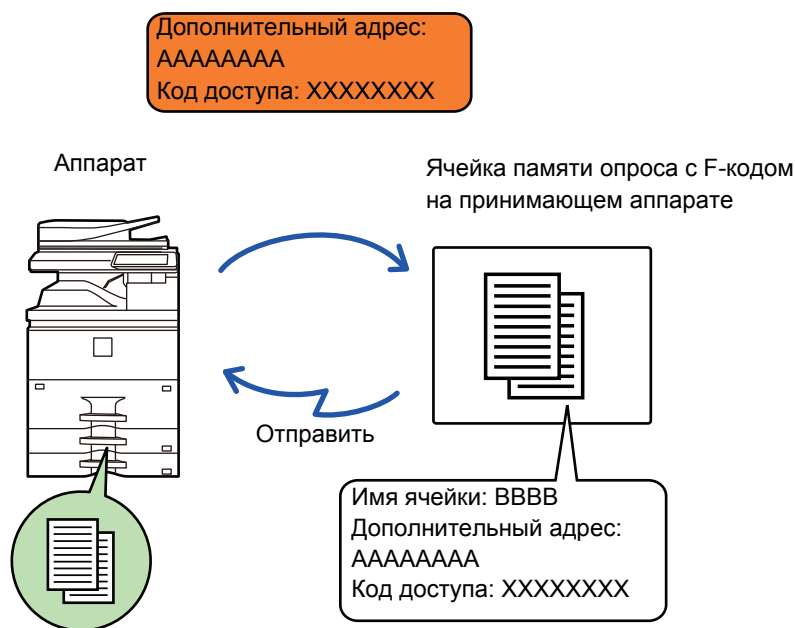 Дополнительный адрес:
AAAAAAAA
Код доступа: XXXXXXXX
Аппарат
Ячейка памяти опроса с F-кодом
на принимающем аппарате
Отправить
Имя ячейки: BBBB
Дополнительный адрес:
AAAAAAAA
Код доступа: XXXXXXXX